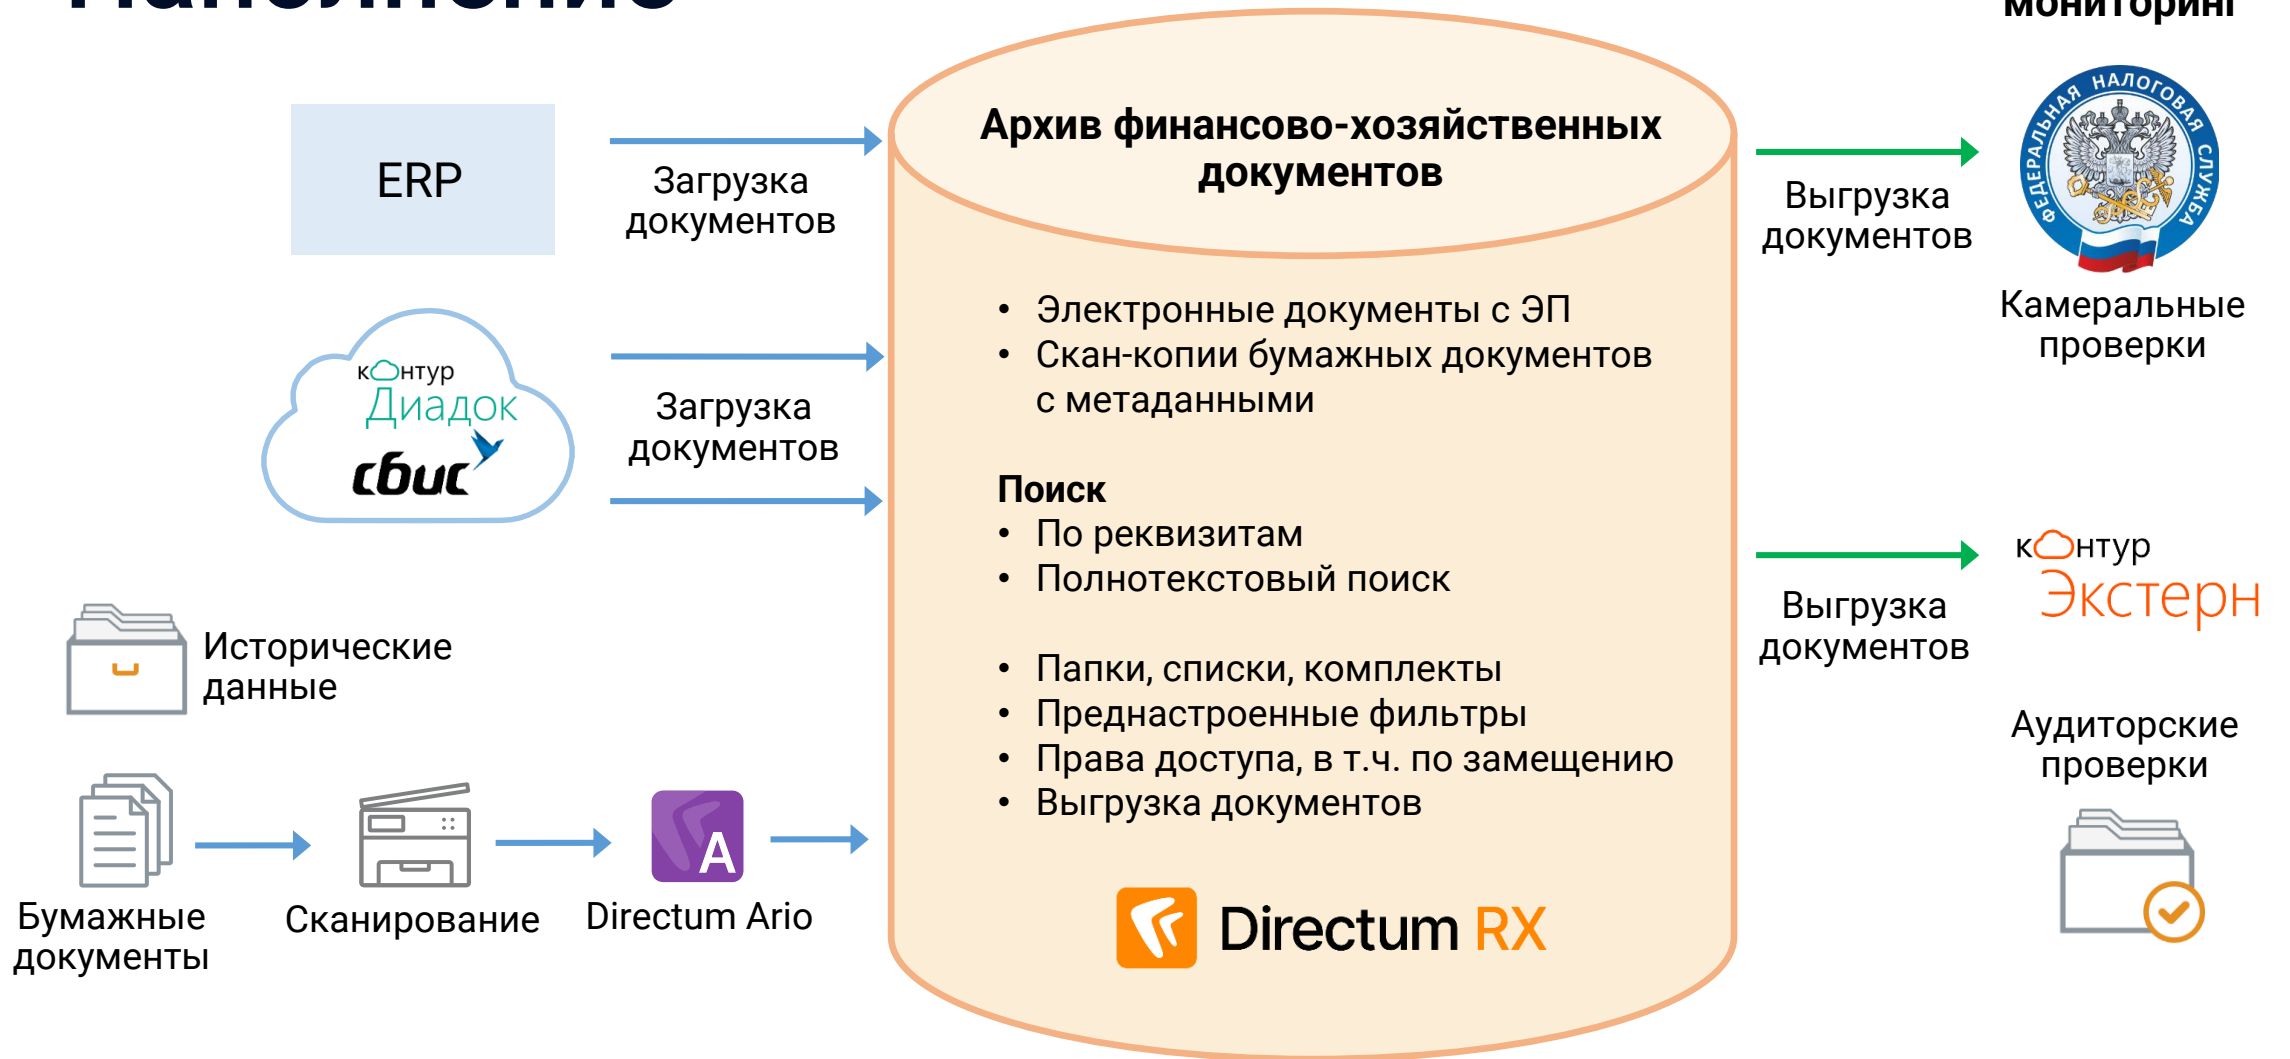 Наполнение
мониторинг
ERP
Загрузка
документов
контур
Диадок
сбис
Загрузка
документов
Исторические
данные
Бумажные
документы
Сканирование
A
Directum Ario
Архив финансово-хозяйственных
документов
• Электронные документы с ЭП
• Скан-копии бумажных документов
с метаданными
Поиск
• По реквизитам
• Полнотекстовый поиск
• Папки, списки, комплекты
• Преднастроенные фильтры
• Права доступа, в т.ч. по замещению
• Выгрузка документов
Directum RX
Выгрузка
документов
ФЕДЕРАЛЬНАЯ НАЛОГОВАЯ СЛУЖБА
Камеральные
проверки
Выгрузка
документов
контур
Экстерн
Аудиторские
проверки